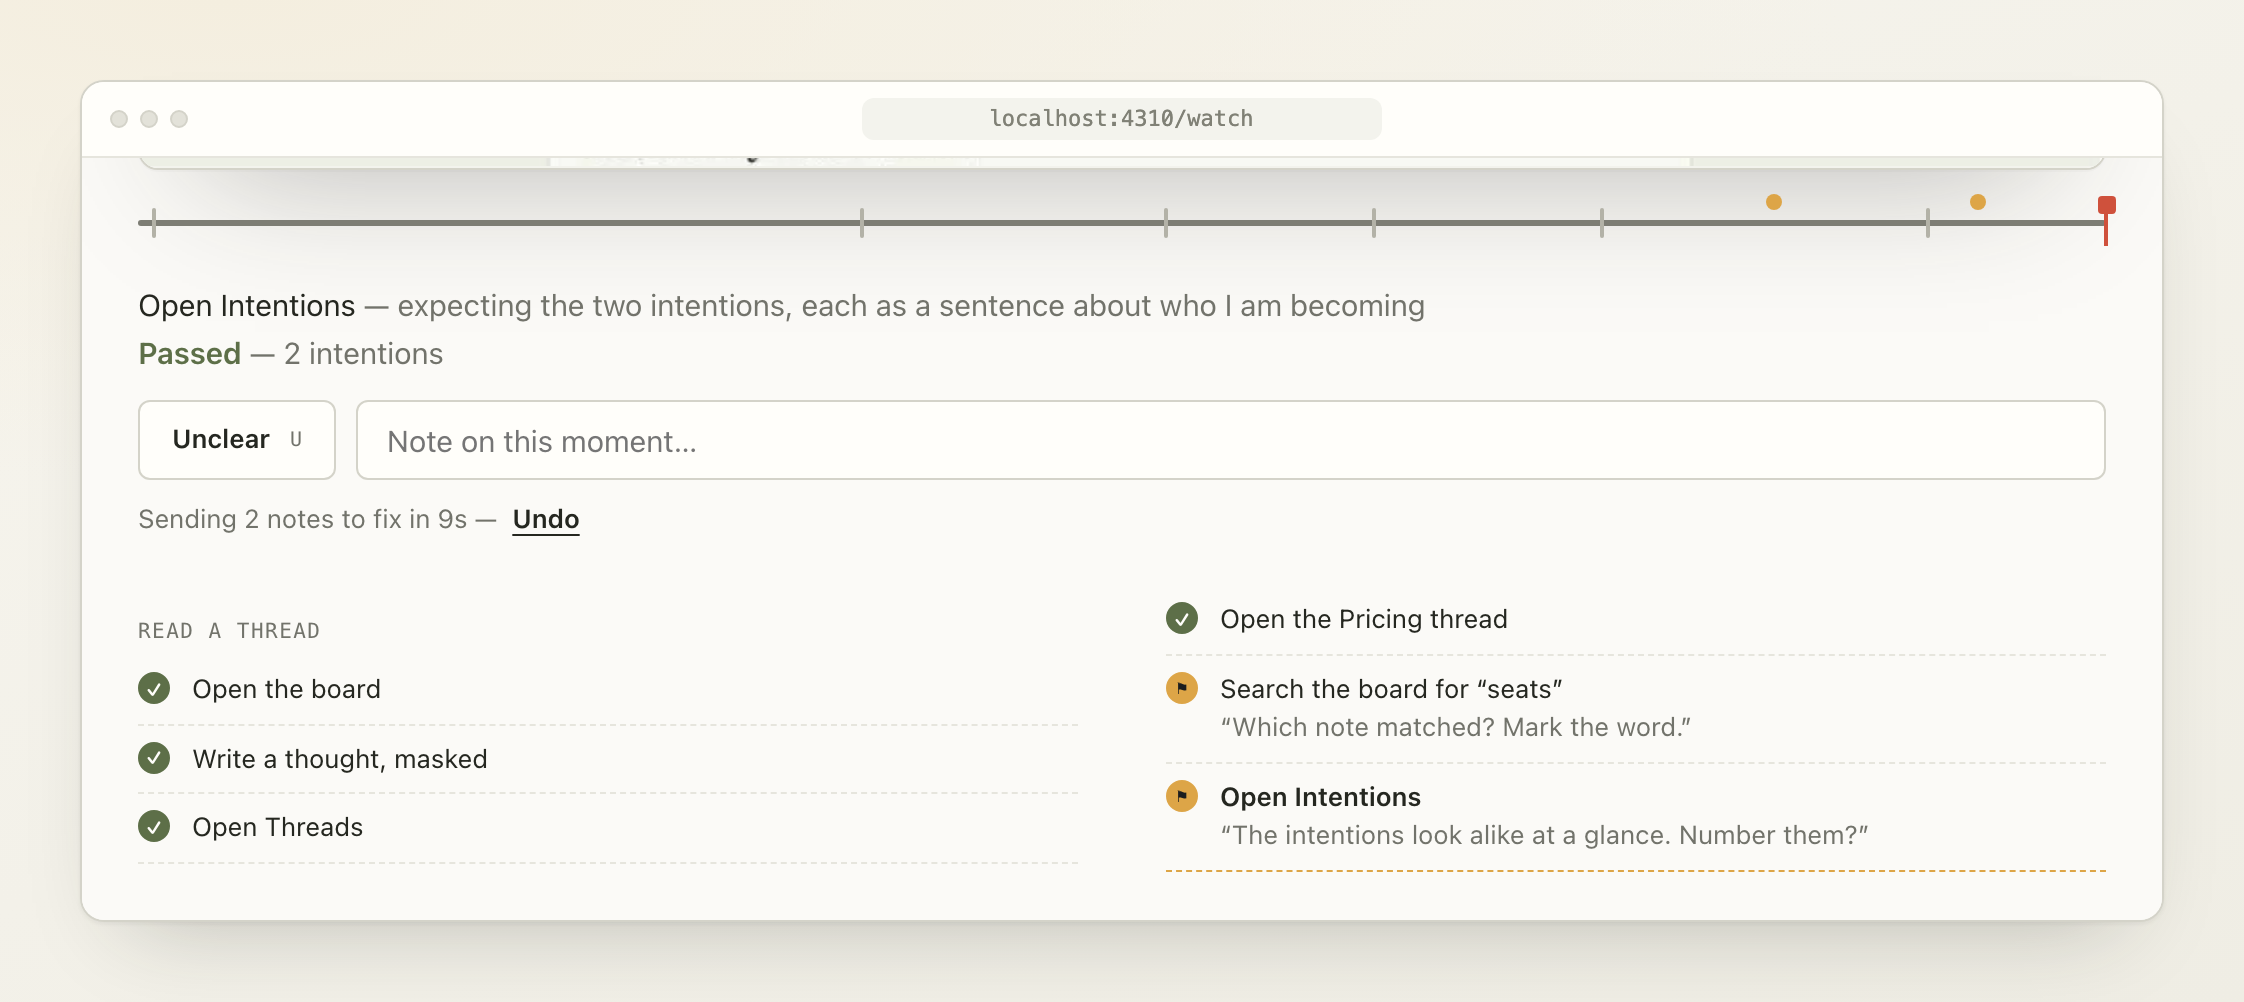 localhost:4310/watch
Open Intentions — expecting the two intentions, each as a sentence about who I am becoming
Passed — 2 intentions
Unclear U
Note on this moment…
Sending 2 notes to fix in 9s — Undo
READ A THREAD
Open the board
Write a thought, masked
Open Threads
Open the Pricing thread
Search the board for “seats”
“Which note matched? Mark the word.”
Open Intentions
“The intentions look alike at a glance. Number them?”